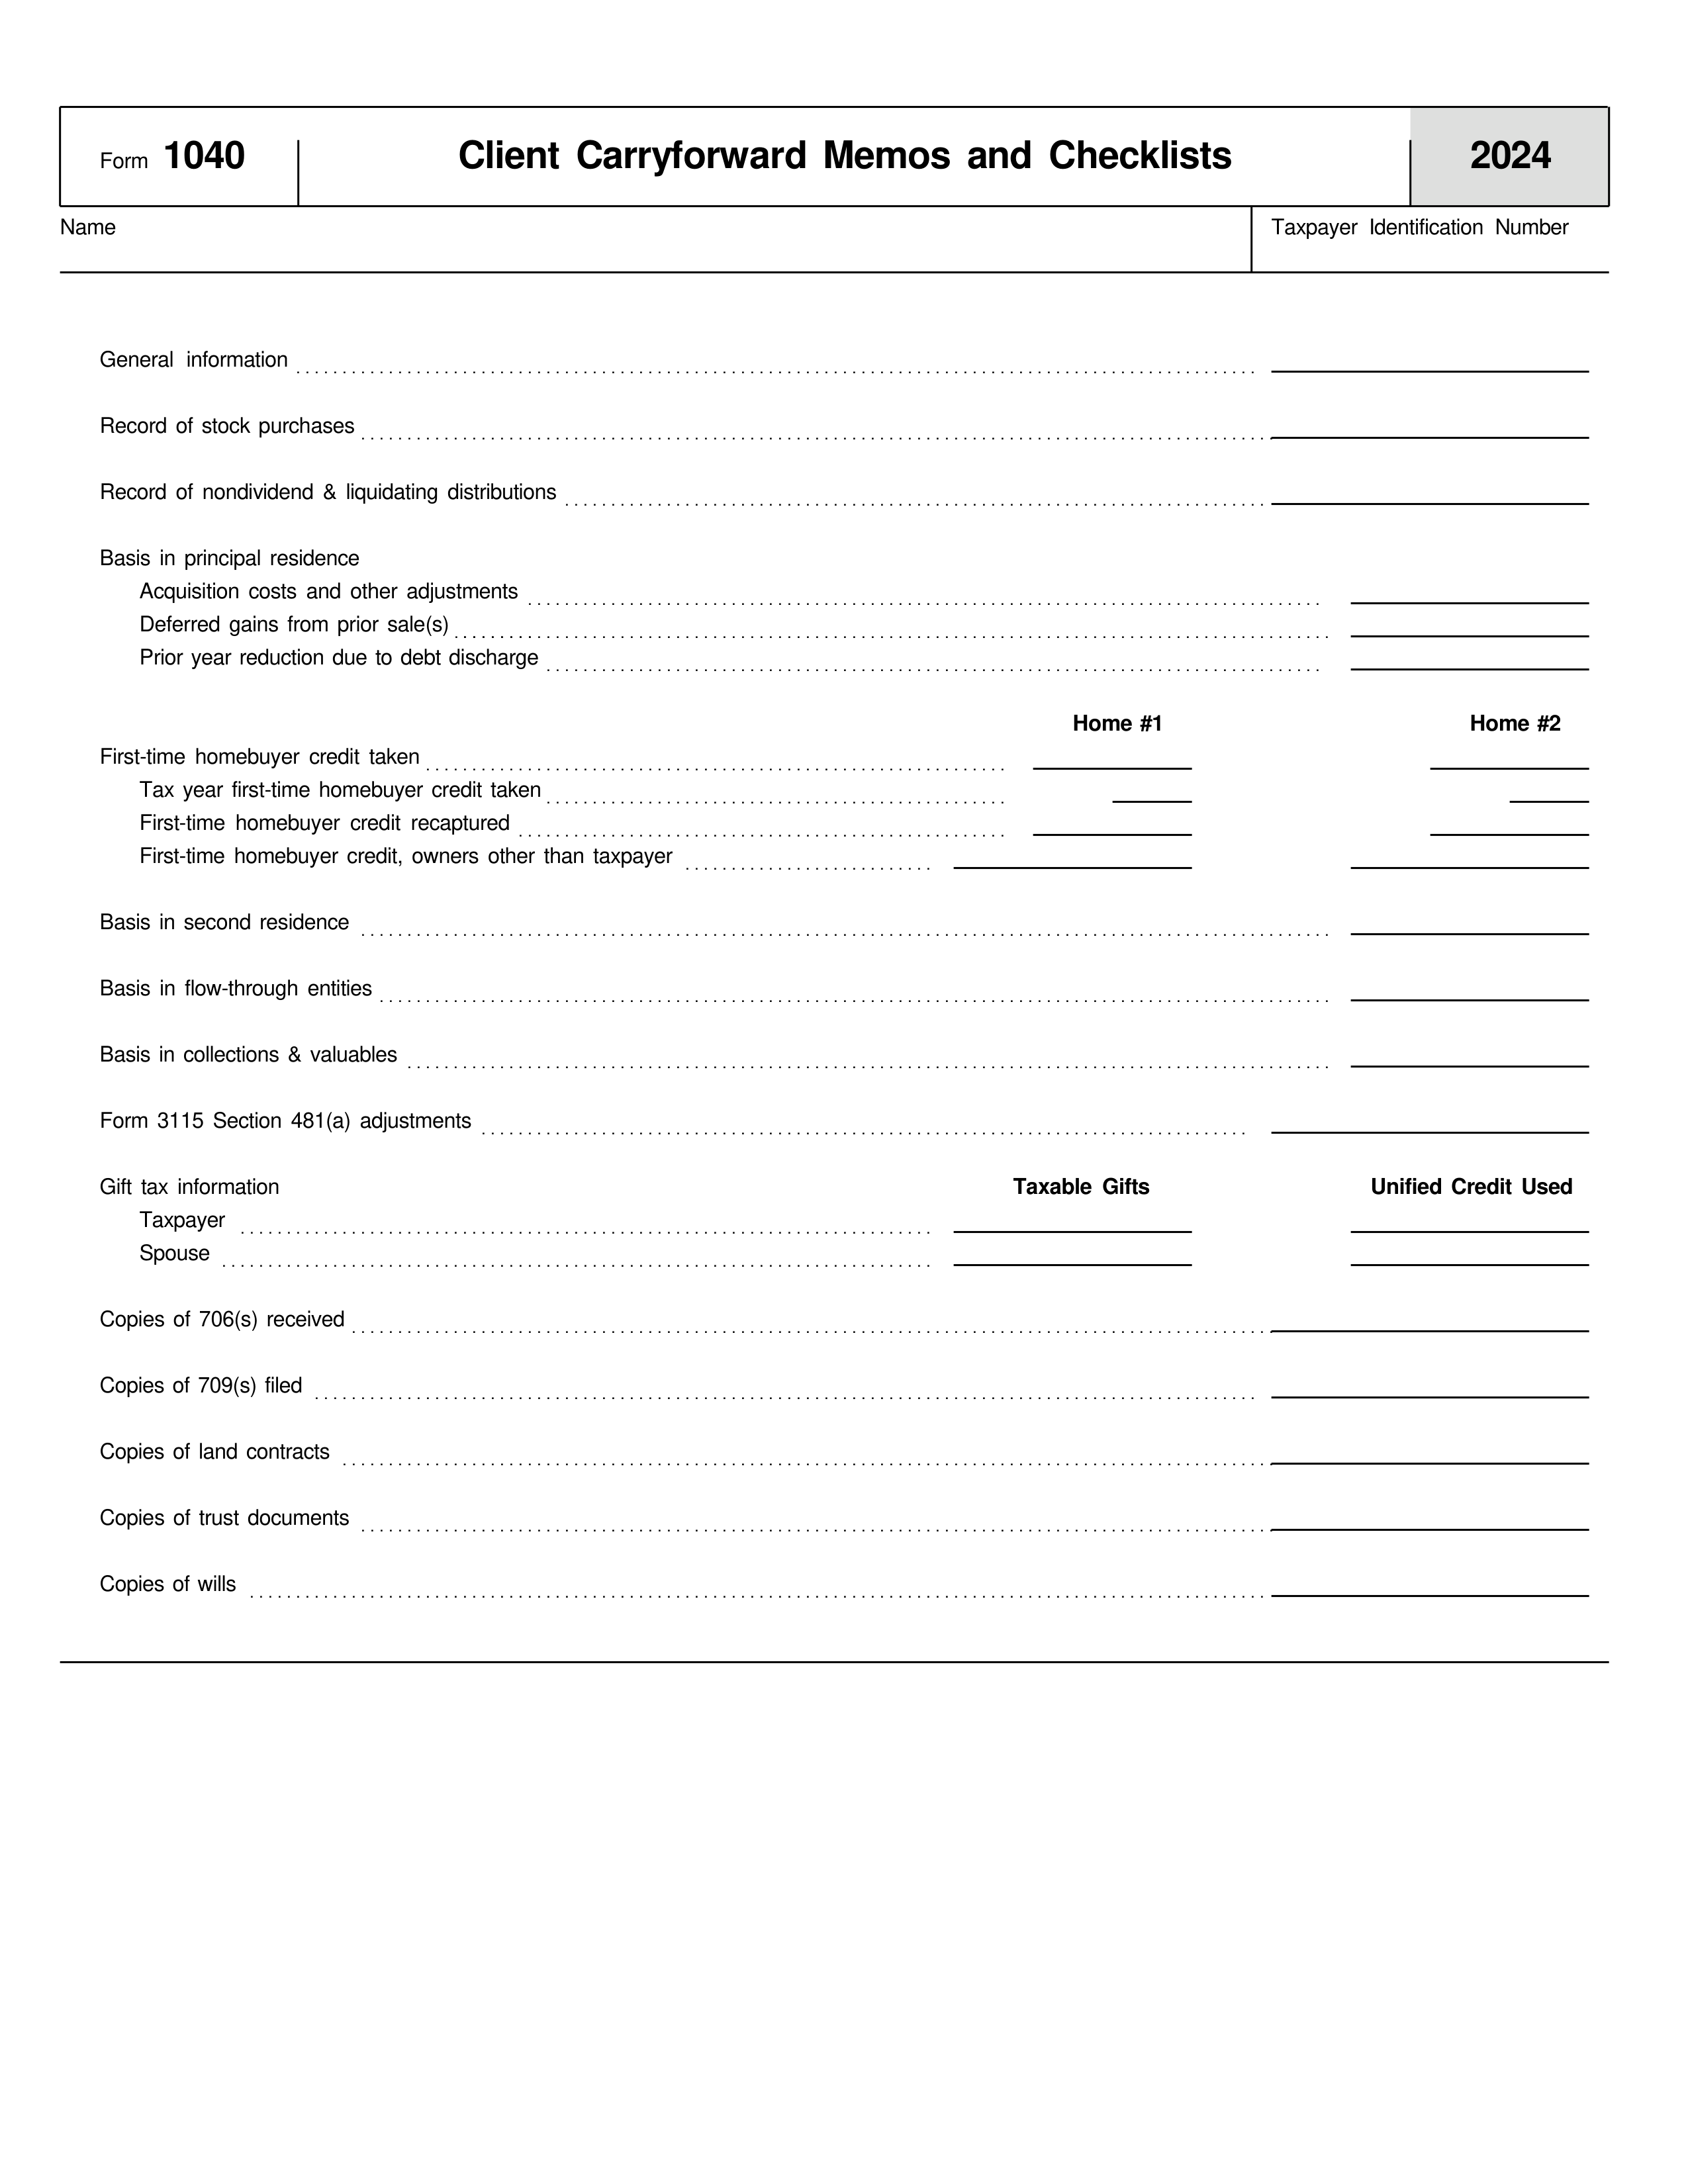 Form 1040 Client Carryforward Memos and Checklists 2024
Name Taxpayer Identification Number
General information
Record of stock purchases
Record of nondividend & liquidating distributions
Basis in principal residence
Acquisition costs and other adjustments
Deferred gains from prior sale(s)
Prior year reduction due to debt discharge
Home #1 Home #2
First-time homebuyer credit taken
Tax year first-time homebuyer credit taken
First-time homebuyer credit recaptured
First-time homebuyer credit, owners other than taxpayer
Basis in second residence
Basis in flow-through entities
Basis in collections & valuables
Form 3115 Section 481(a) adjustments
Gift tax information Taxable Gifts Unified Credit Used
Taxpayer
Spouse
Copies of 706(s) received
Copies of 709(s) filed
Copies of land contracts
Copies of trust documents
Copies of wills